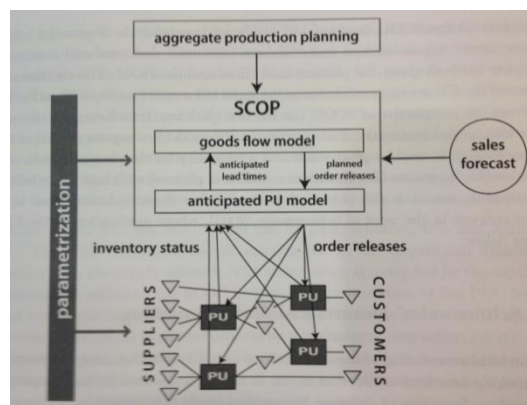 aggregate production planning
SCOP
goods flow model
anticipated
lead times
planned
order releases
anticipated PU model
sales
forecast
parametrization
inventory status
order releases
SUPPLIERS
CUSTOMERS
PU
PU
PU
PU